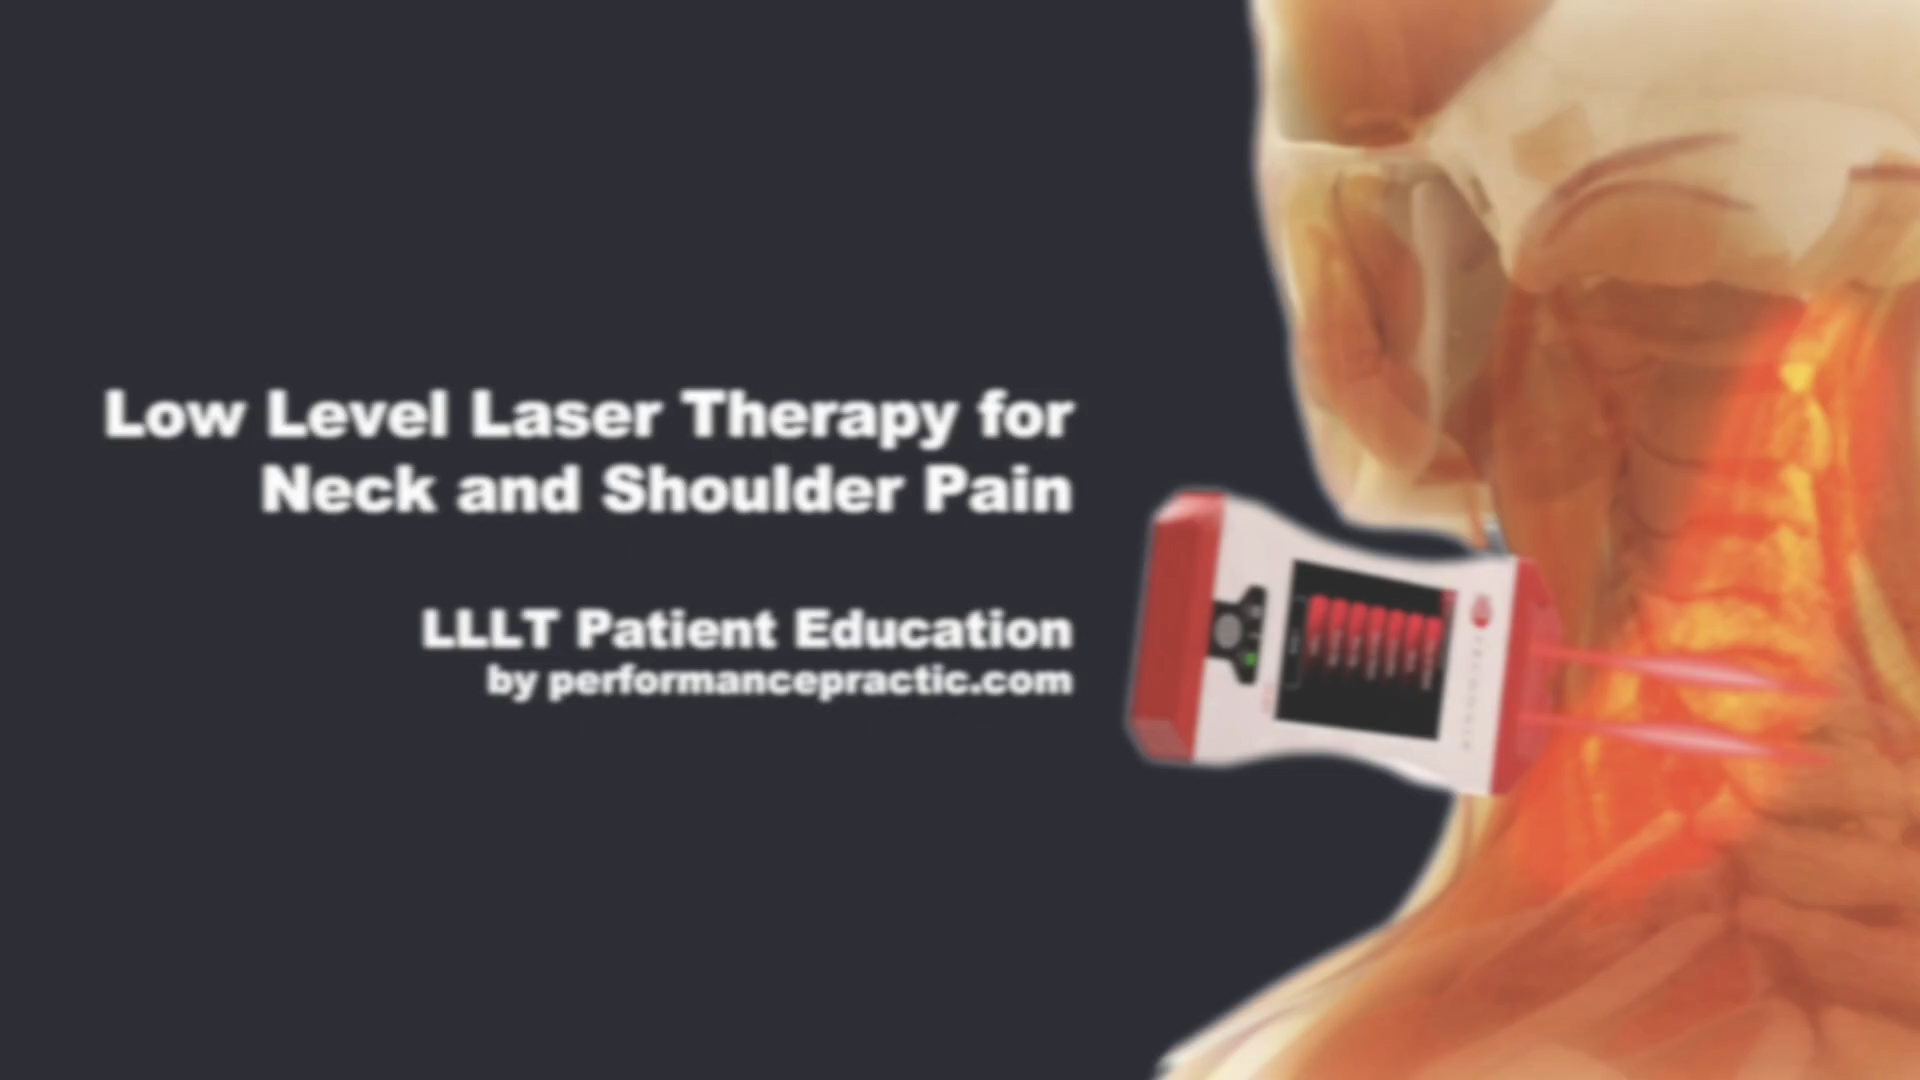 Low Level Laser Therapy for
Neck and Shoulder Pain
LLLT Patient Education
by performancepractic.com